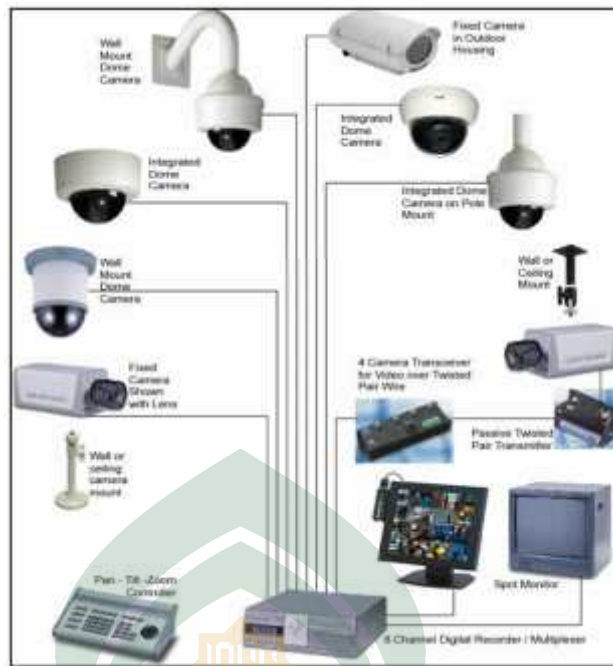 Wall
Mount
Dome
Camera
Fixed Camera
in Outdoor
Housing
Integrated
Dome
Camera
Integrated
Dome
Camera
Integrated Dome
Camera on Pole
Mount
Wall
Mount
Dome
Camera
Wall or
Ceiling
Mount
Fixed
Camera
Shown
with Lens
4 Camera Transceiver
for Video over Twisted
Pair Wire
Passive Twisted
Pair Transmitter
Wall or
ceiling
camera
mount
Spot Monitor
Pan - Tilt -Zoom
Controller
8 Channel Digital Recorder / Multiplexer